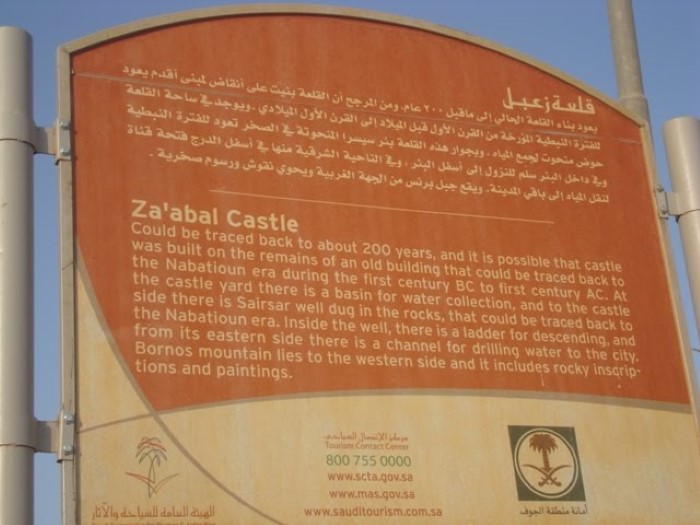 قلعة زعبل
يعود بناء القلعة الحالي إلى ماقبل ٢٠٠ عام، ومن المرجح أن القلعة بنيت على أنقاض لمبنى أقدم يعود
للفترة النبطية المؤرخة من القرن الأول قبل الميلاد إلى القرن الأول الميلادي، ويوجد في ساحة القلعة
حوض منحوت لجمع المياه، وبجوار هذه القلعة بئر سيسرا المنحوتة في الصخر تعود للفترة النبطية
وفي داخل البئر سلم للنزول إلى أسفل البئر، وفي الناحية الشرقية منها في أسفل الدرج فتحة قناة
لنقل المياه إلى باقي المدينة، ويقع جبل برنس من الجهة الغربية ويحوي نقوش ورسوم صخرية.
Za'abal Castle
Could be traced back to about 200 years, and it is possible that castle
was built on the remains of an old building that could be traced back to
the Nabatioun era during the first century BC to first century AC. At
the castle yard there is a basin for water collection, and to the castle
side there is Sairsar well dug in the rocks, that could be traced back to
the Nabatioun era. Inside the well, there is a ladder for descending, and
from its eastern side there is a channel for drilling water to the city.
Bornos mountain lies to the western side and it includes rocky inscrip-
tions and paintings.
مركز الإتصال السياحي
Tourism Contact Center
800 755 0000
www.scta.gov.sa
www.mas.gov.sa
www.sauditourism.com.sa
الهيئة العامة للسياحة والآثار
أمانة منطقة الجوف